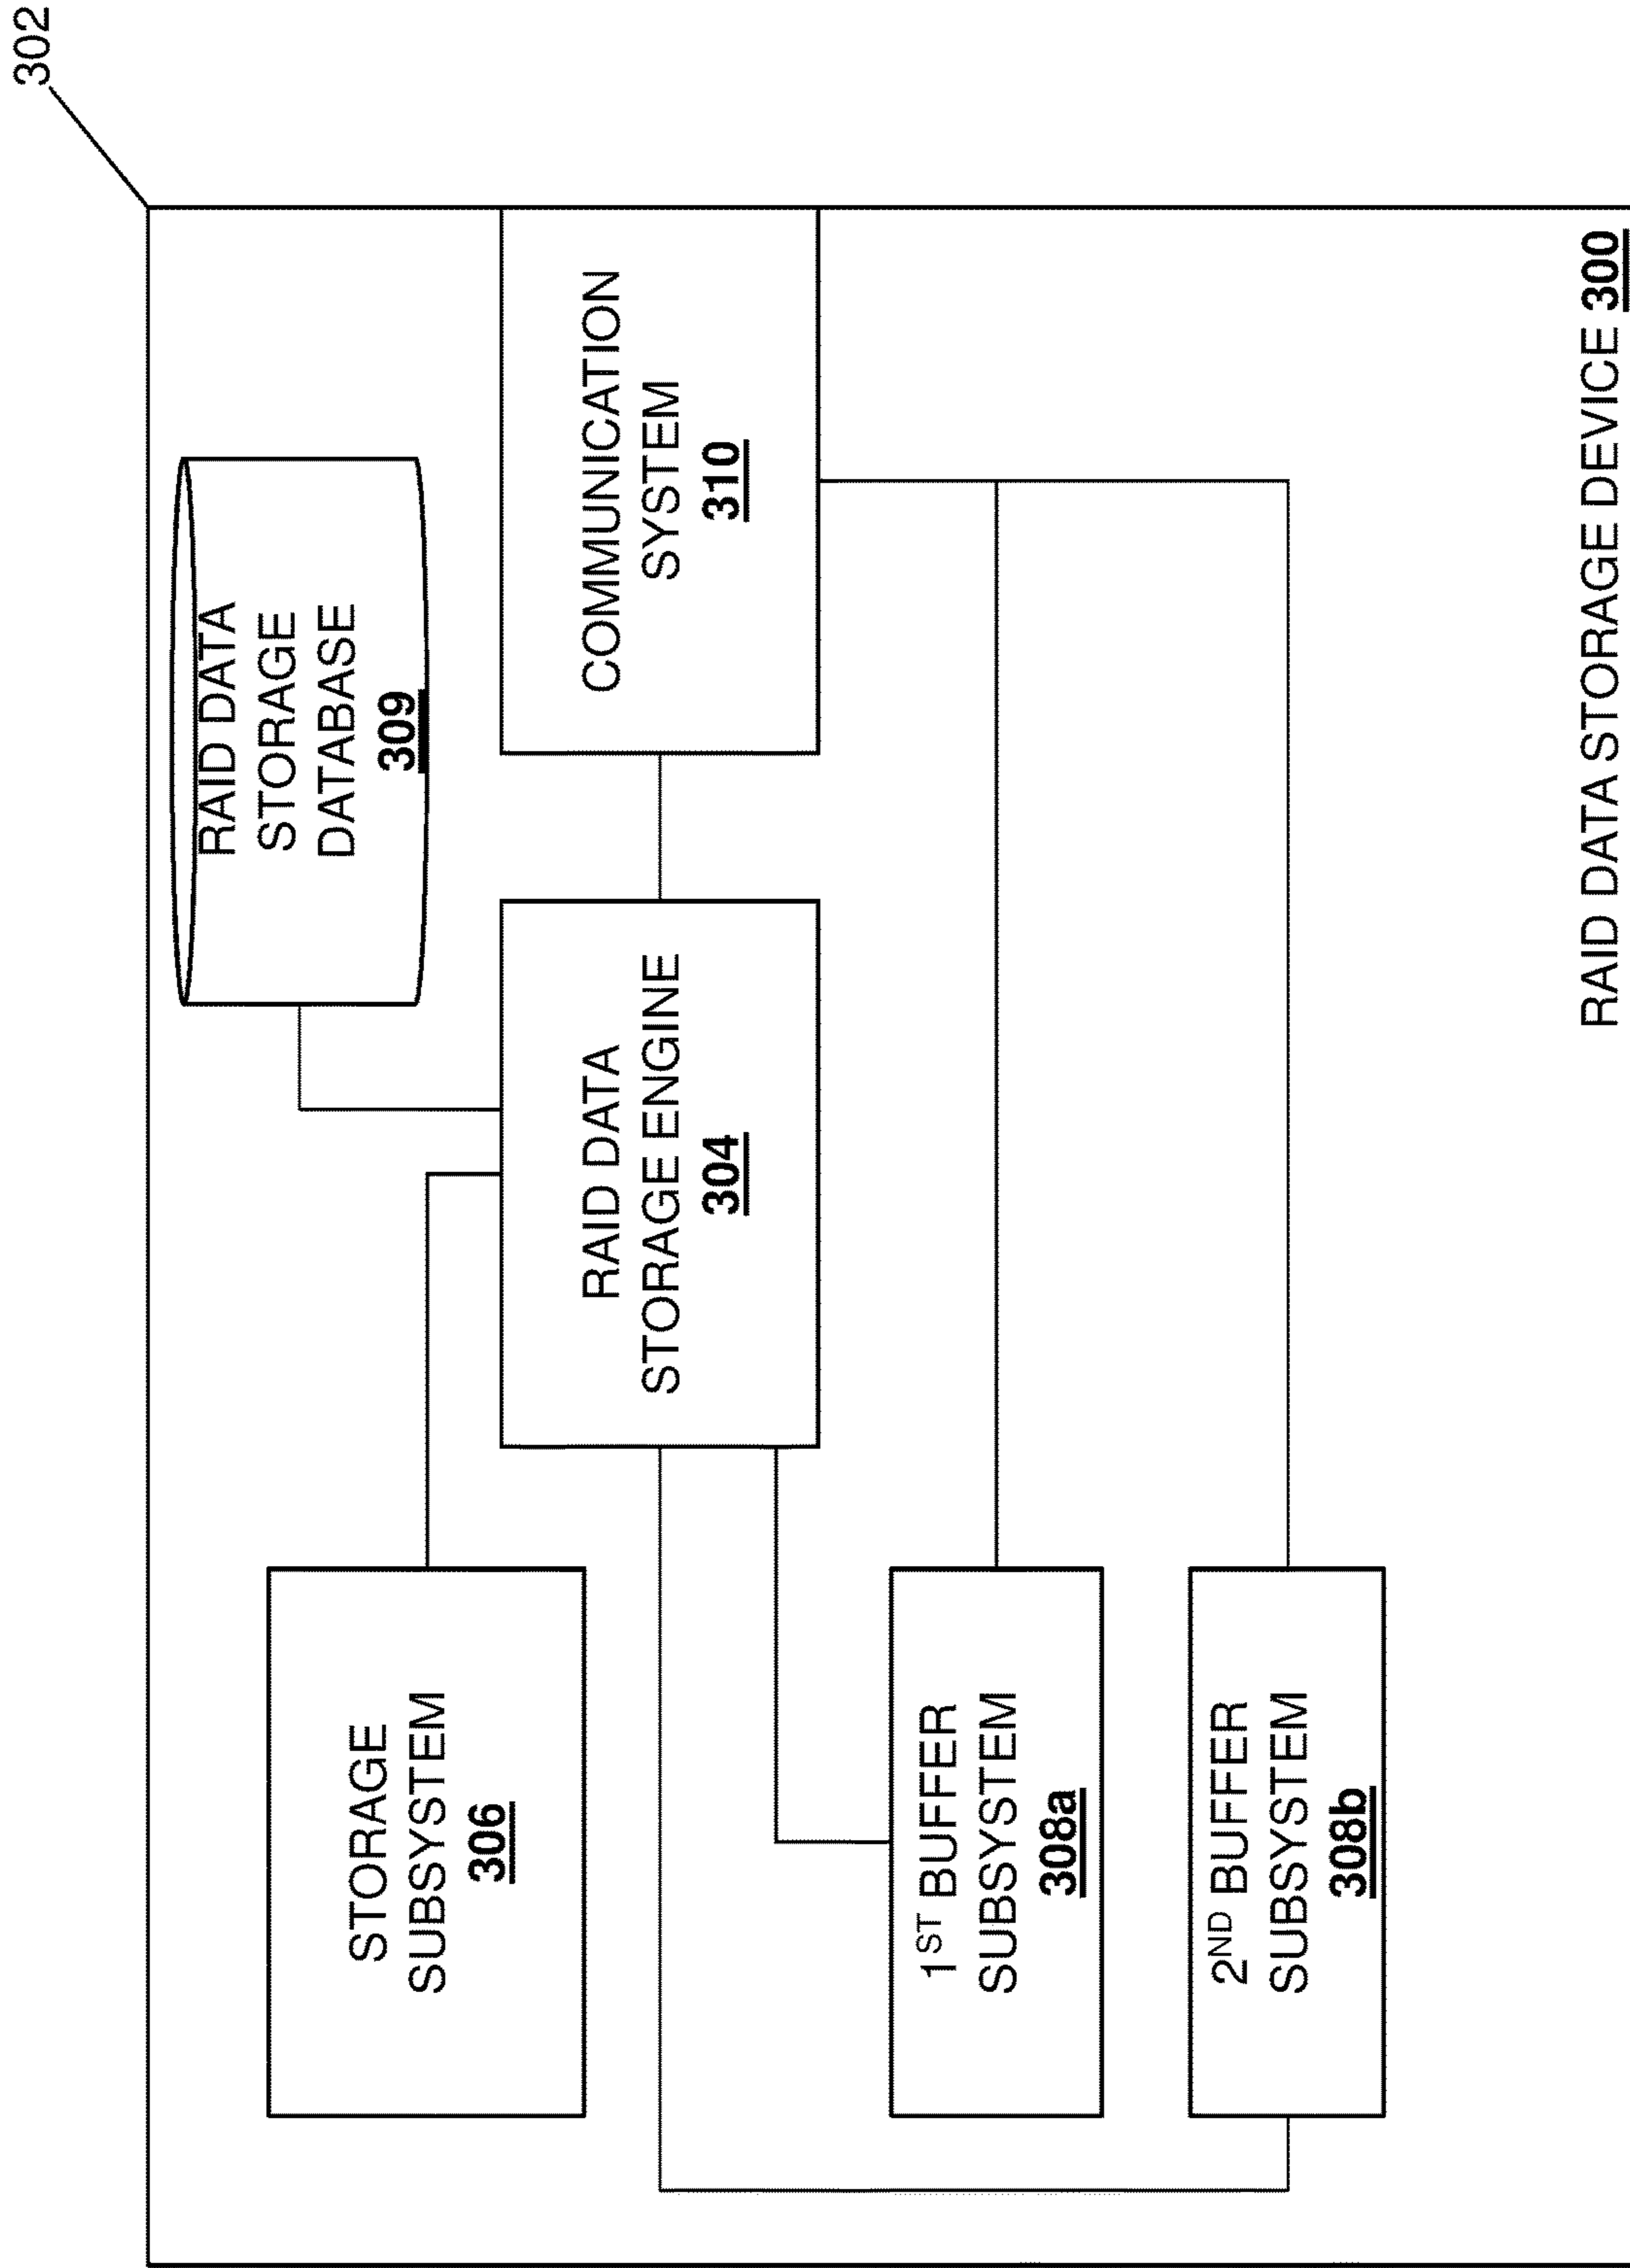 302
RAID DATA
STORAGE
DATABASE
309
STORAGE
SUBSYSTEM
306
RAID DATA
STORAGE ENGINE
304
COMMUNICATION
SYSTEM
310
1ST BUFFER
SUBSYSTEM
308a
2ND BUFFER
SUBSYSTEM
308b
RAID DATA STORAGE DEVICE 300